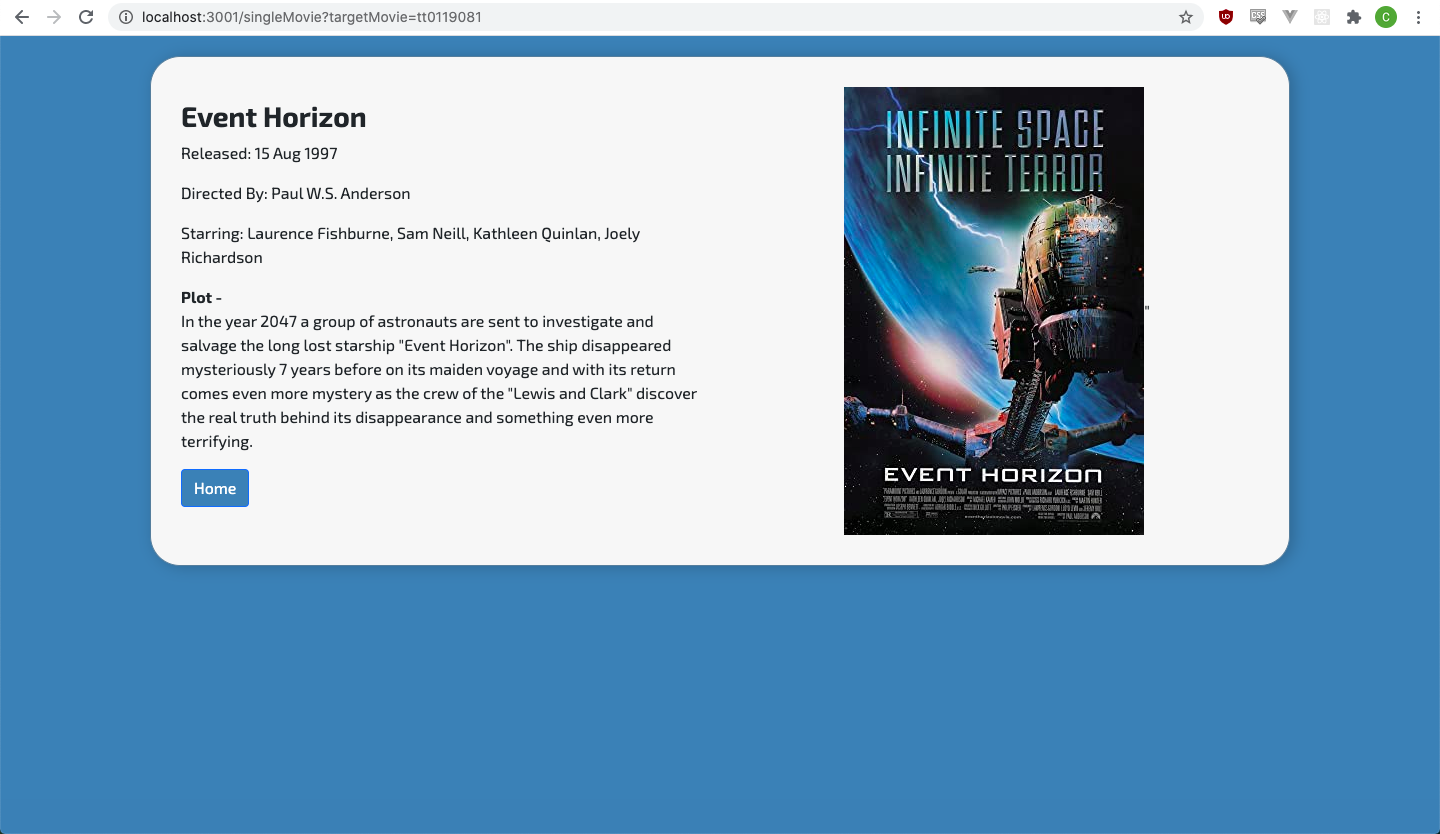 localhost:3001/singleMovie?targetMovie=tt0119081
C
Event Horizon
Released: 15 Aug 1997
Directed By: Paul W.S. Anderson
Starring: Laurence Fishburne, Sam Neill, Kathleen Quinlan, Joely
Richardson
Plot -
In the year 2047 a group of astronauts are sent to investigate and
salvage the long lost starship "Event Horizon". The ship disappeared
mysteriously 7 years before on its maiden voyage and with its return
comes even more mystery as the crew of the "Lewis and Clark" discover
the real truth behind its disappearance and something even more
terrifying.
Home
INFINITE SPACE
INFINITE TERROR
EVENT
HORIZON
"
EVENT HORIZON